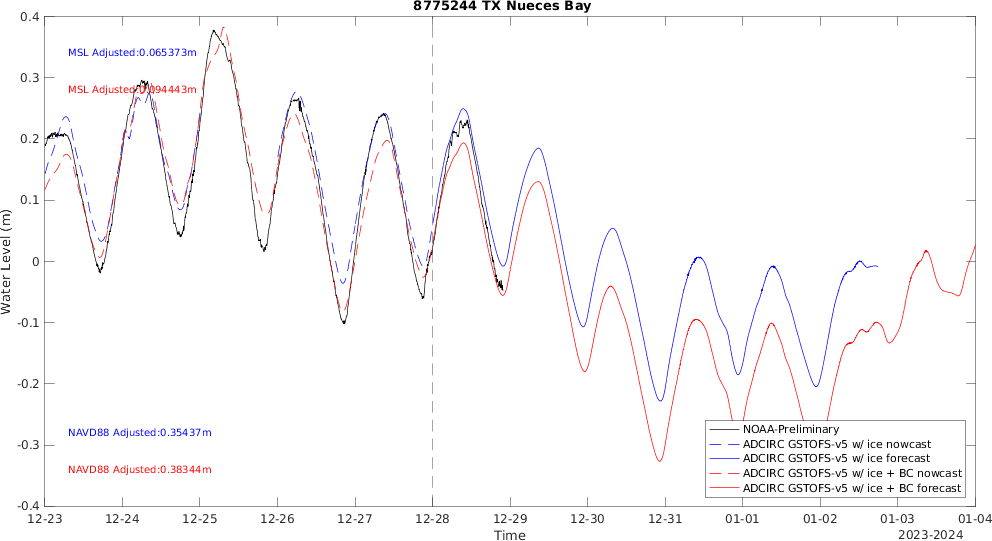 8775244 TX Nueces Bay
MSL Adjusted:0.065373m
MSL Adjusted:0.094443m
NAVD88 Adjusted:0.35437m
NAVD88 Adjusted:0.38344m
Water Level (m)
0.4
0.3
0.2
0.1
0
-0.1
-0.2
-0.3
-0.4
NOAA-Preliminary
ADCIRC GSTOFS-v5 w/ ice nowcast
ADCIRC GSTOFS-v5 w/ ice forecast
ADCIRC GSTOFS-v5 w/ ice + BC nowcast
ADCIRC GSTOFS-v5 w/ ice + BC forecast
12-23 12-24 12-25 12-26 12-27 12-28 12-29 12-30 12-31 01-01 01-02 01-03 01-04
Time
2023-2024